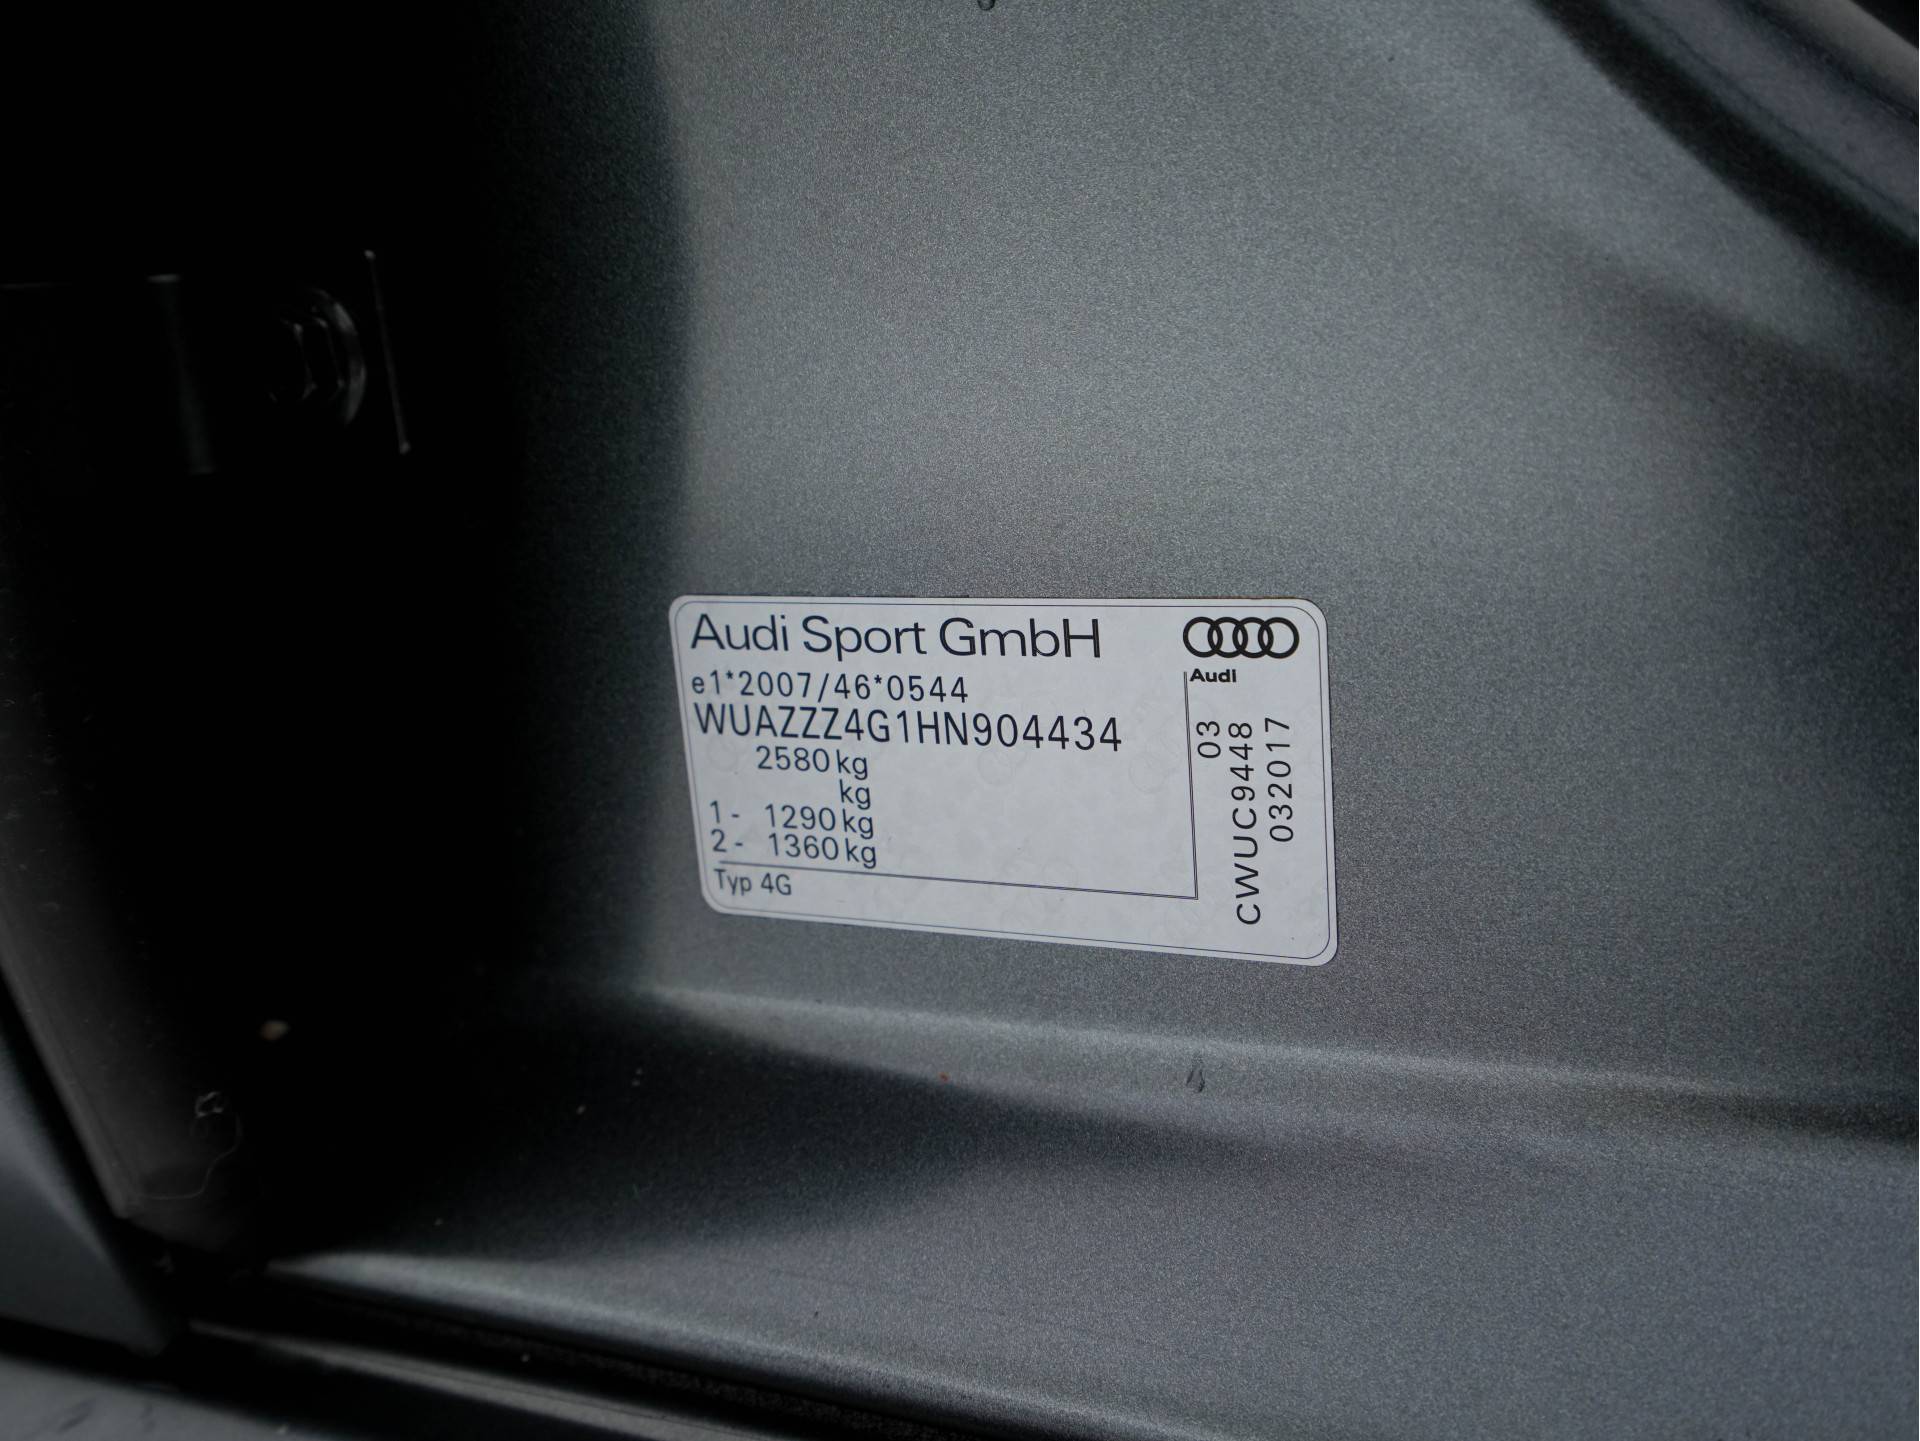 Audi Sport GmbH
e1*2007/46*0544
WUAZZZ4G1HN904434
2580 kg
kg
1 - 1290 kg
2 - 1360 kg
Typ 4G
Audi
03
CWUC9448
032017